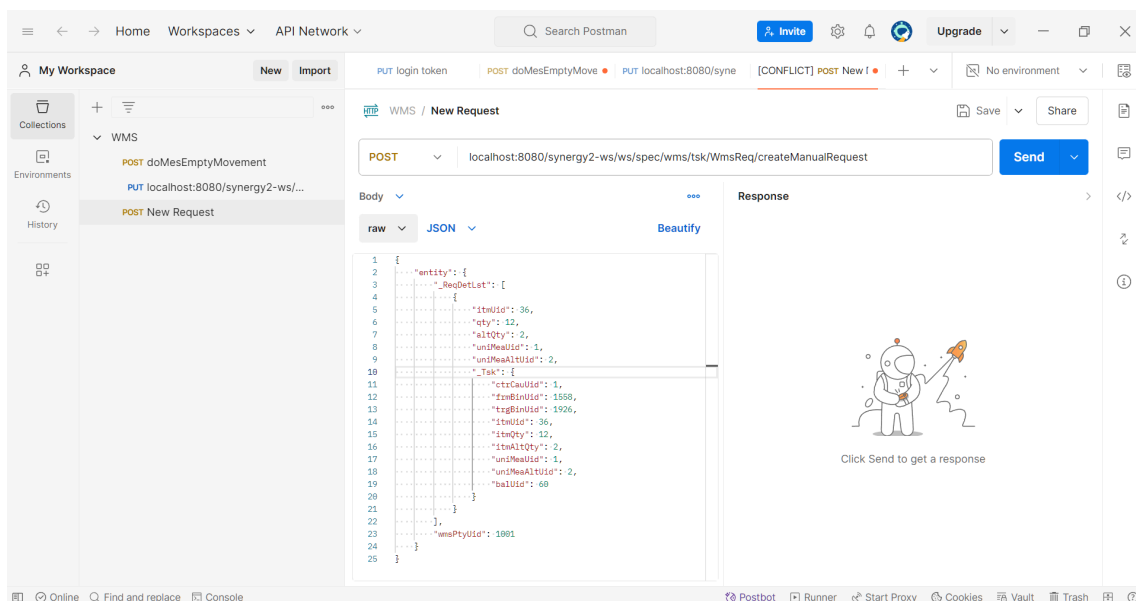 Home Workspaces API Network Search Postman Invite Upgrade
My Workspace New Import PUT login token POST doMesEmptyMove PUT localhost:8080/syne [CONFLICT] POST New No environment
Collections
Environments
History
WMS
POST doMesEmptyMovement
PUT localhost:8080/synergy2-ws/...
POST New Request
HTTP WMS / New Request Save Share
POST localhost:8080/synergy2-ws/ws/spec/wms/tsk/WmsReq/createManualRequest Send
Body Response
raw JSON Beautify
1 {
2 "entity": {
3 "_ReqDetLst": [
4 {
5 "itmUid": 36,
6 "qty": 12,
7 "altQty": 2,
8 "uniMeaUid": 1,
9 "uniMeaAltUid": 2,
10 "_Tsk": {
11 "ctrCauUid": 1,
12 "frmBinUid": 1558,
13 "trgBinUid": 1926,
14 "itmUid": 36,
15 "itmQty": 12,
16 "itmAltQty": 2,
17 "uniMeaUid": 1,
18 "uniMeaAltUid": 2,
19 "balUid": 60
20 }
21 }
22 ],
23 "wmsPtyUid": 1001
24 }
25 }
Click Send to get a response
Online Find and replace Console Postbot Runner Start Proxy Cookies Vault Trash